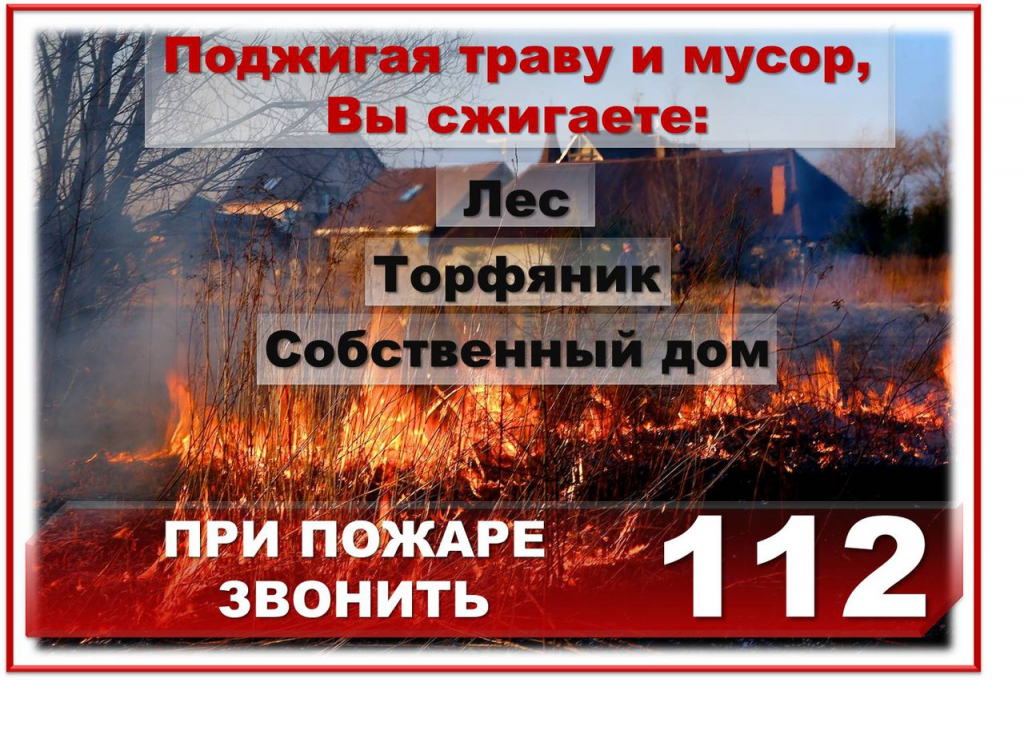 Поджигая траву и мусор,
Вы сжигаете:
Лес
Торфяник
Собственный дом
ПРИ ПОЖАРЕ
ЗВОНИТЬ
112